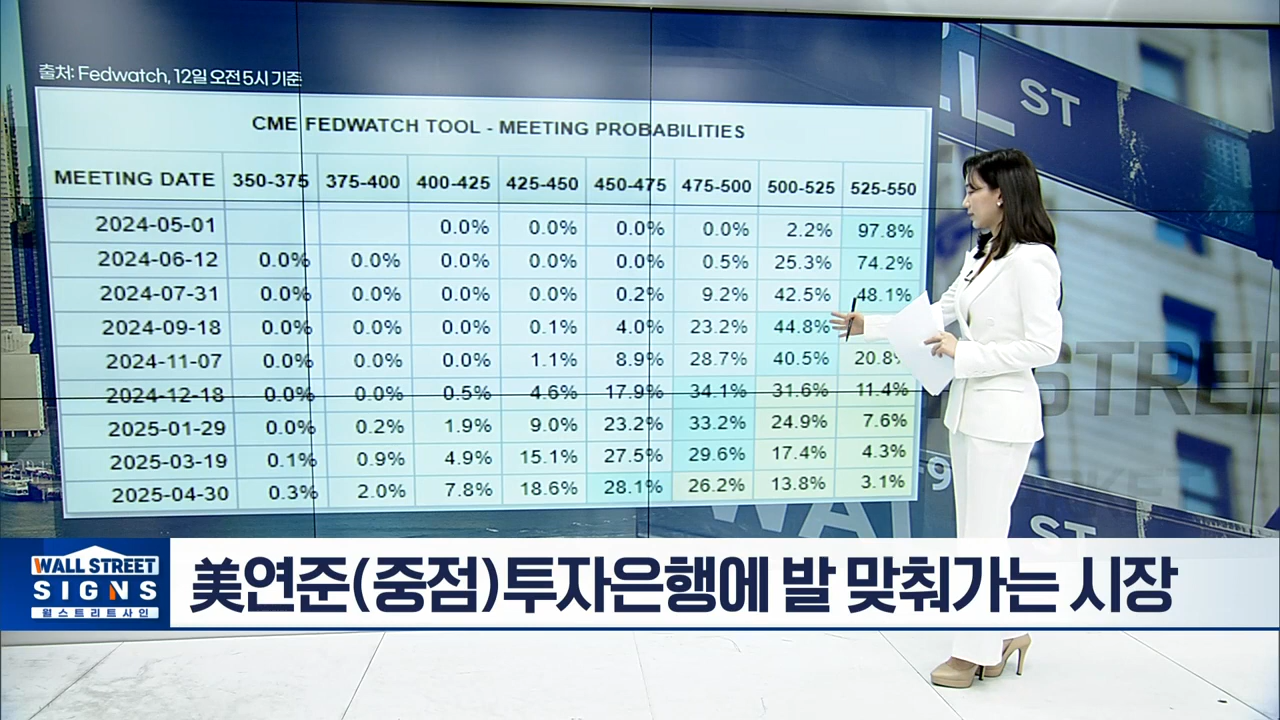 출처: Fedwatch, 12일 오전 5시 기준
CME FEDWATCH TOOL - MEETING PROBABILITIES
MEETING DATE 350-375 375-400 400-425 425-450 450-475 475-500 500-525 525-550
2024-05-01 0.0% 0.0% 0.0% 0.0% 2.2% 97.8%
2024-06-12 0.0% 0.0% 0.0% 0.0% 0.0% 0.5% 25.3% 74.2%
2024-07-31 0.0% 0.0% 0.0% 0.0% 0.2% 9.2% 42.5% 48.1%
2024-09-18 0.0% 0.0% 0.0% 0.1% 4.0% 23.2% 44.8%
2024-11-07 0.0% 0.0% 0.0% 1.1% 8.9% 28.7% 40.5% 20.8%
2024-12-18 0.0% 0.0% 0.5% 4.6% 17.9% 34.1% 31.6% 11.4%
2025-01-29 0.0% 0.2% 1.9% 9.0% 23.2% 33.2% 24.9% 7.6%
2025-03-19 0.1% 0.9% 4.9% 15.1% 27.5% 29.6% 17.4% 4.3%
2025-04-30 0.3% 2.0% 7.8% 18.6% 28.1% 26.2% 13.8% 3.1%
ST
ST
WALL STREET
SIGNS
월스트리트사인
美연준(중점)투자은행에 발 맞춰가는 시장